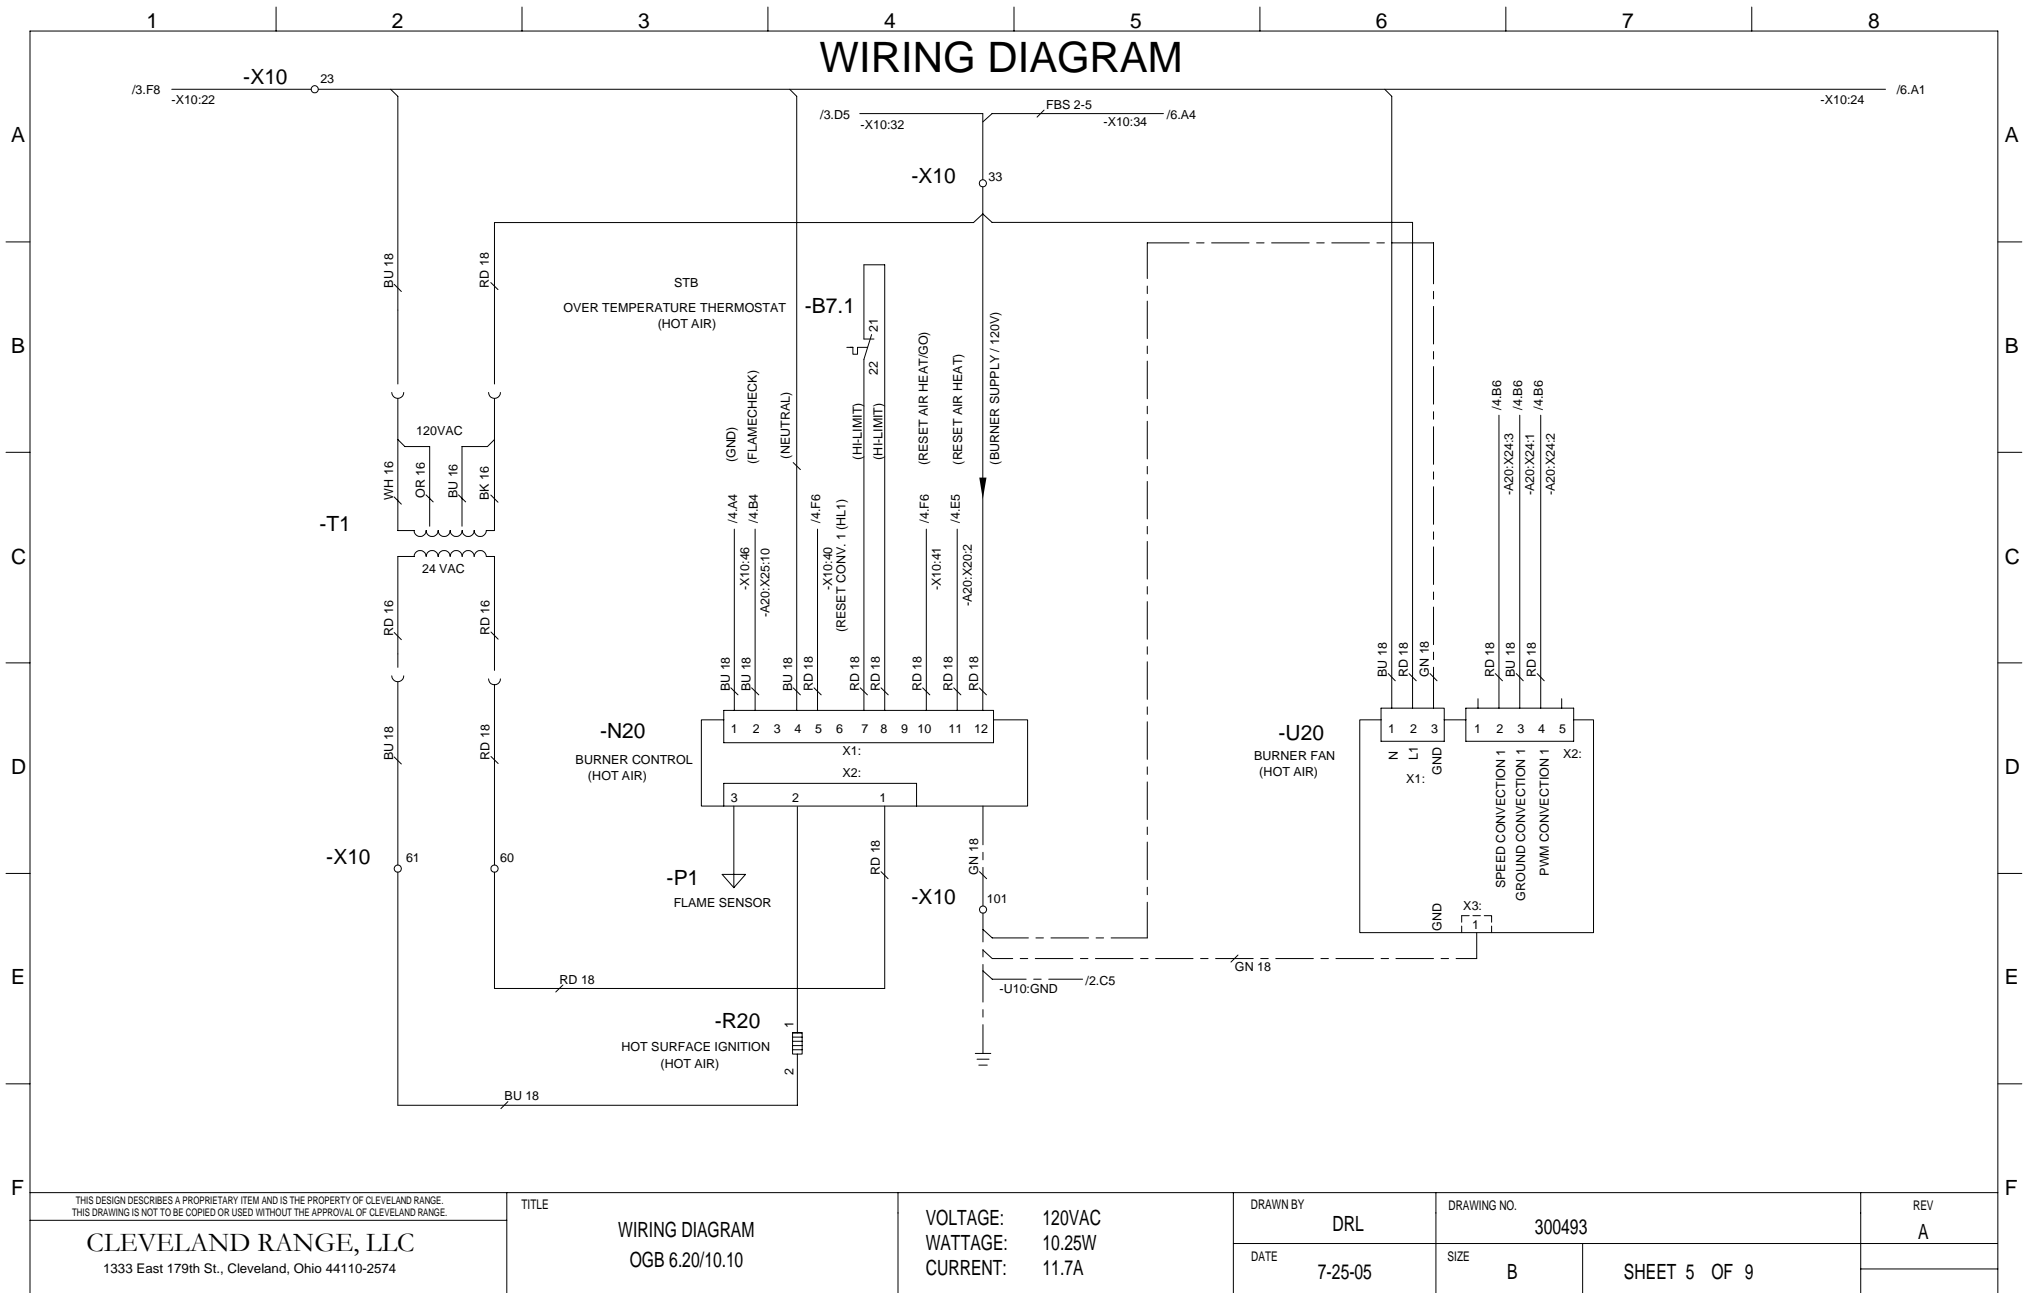 1 2 3 4 5 6 7 8
WIRING DIAGRAM
-X10 23
/3.F8 -X10:22
-X10:24 /6.A1
/3.D5 -X10:32
FBS 2-5
-X10:34 /6.A4
A A
-X10 33
BU 18
RD 18
STB
OVER TEMPERATURE THERMOSTAT
(HOT AIR)
-B7.1
21
22
B B
(GND)
(FLAMECHECK)
(NEUTRAL)
(HI-LIMIT)
(HI-LIMIT)
(RESET AIR HEAT/GO)
(RESET AIR HEAT)
(BURNER SUPPLY / 120V)
/4.B6
/4.B6
/4.B6
-A20:X24:3
-A20:X24:1
-A20:X24:2
120VAC
WH 16
OR 16
BU 16
BK 16
-T1
24 VAC
C C
/4.A4
-X10:46
/4.B4
-A20:X25:10
/4.F6
-X10:40
(RESET CONV. 1 (HL1)
/4.F6
-X10:41
/4.E5
-A20:X20:2
RD 16
RD 16
BU 18
BU 18
BU 18
RD 18
RD 18
RD 18
RD 18
RD 18
RD 18
BU 18
RD 18
GN 18
RD 18
BU 18
RD 18
-N20
BURNER CONTROL
(HOT AIR)
1 2 3 4 5 6 7 8 9 10 11 12
X1:
X2:
3 2 1
-U20
BURNER FAN
(HOT AIR)
1 2 3
N
L1
GND
X1:
1 2 3 4 5
X2:
SPEED CONVECTION 1
GROUND CONVECTION 1
PWM CONVECTION 1
BU 18
RD 18
D D
-X10 61 60
-P1
FLAME SENSOR
RD 18
GN 18
-X10 101
GND
X3:
1
GN 18
-U10:GND /2.C5
E E
RD 18
-R20
HOT SURFACE IGNITION
(HOT AIR)
1
2
BU 18
F F
THIS DESIGN DESCRIBES A PROPRIETARY ITEM AND IS THE PROPERTY OF CLEVELAND RANGE.
THIS DRAWING IS NOT TO BE COPIED OR USED WITHOUT THE APPROVAL OF CLEVELAND RANGE.
CLEVELAND RANGE, LLC
1333 East 179th St., Cleveland, Ohio 44110-2574
TITLE
WIRING DIAGRAM
OGB 6.20/10.10
VOLTAGE: 120VAC
WATTAGE: 10.25W
CURRENT: 11.7A
DRAWN BY
DRL
DATE
7-25-05
DRAWING NO.
300493
SIZE
B
SHEET 5 OF 9
REV
A